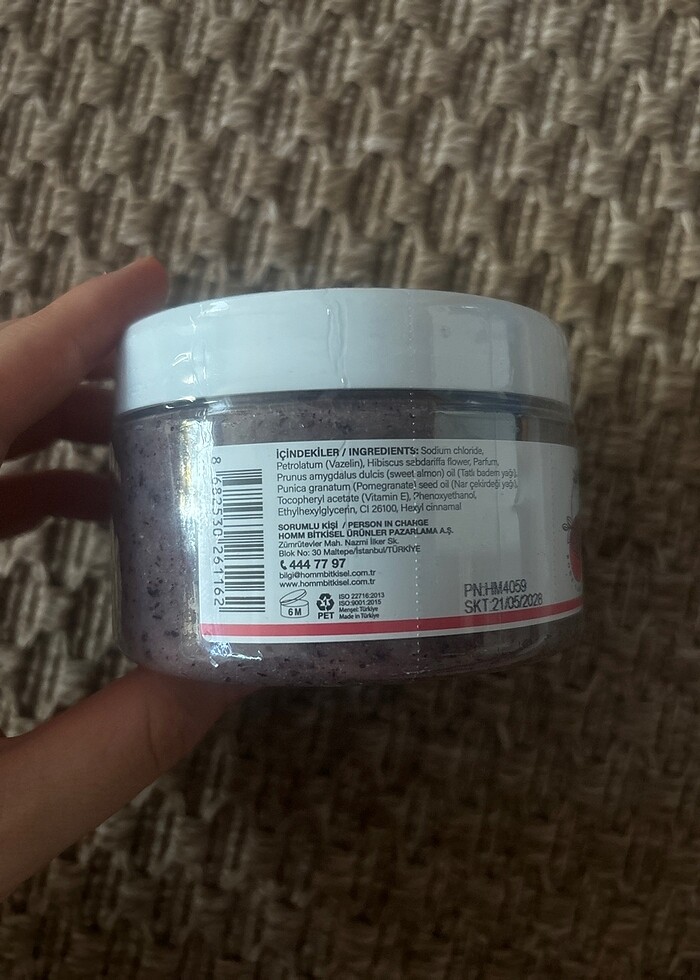 İÇİNDEKİLER / INGREDIENTS: Sodium chloride,
Petrolatum (Vazelin), Hibiscus sabdariffa flower, Parfum,
Prunus amygdalus dulcis (sweet almon) oil (Tatlı badem yağı),
Punica granatum (Pomegranate) seed oil (Nar çekirdeği yağı),
Tocopheryl acetate (Vitamin E), Phenoxyethanol,
Ethylhexylglycerin, CI 26100, Hexyl cinnamal
SORUMLU KİŞİ / PERSON IN CHARGE
HOMM BİTKİSEL ÜRÜNLER PAZARLAMA A.Ş.
Zümrütevler Mah. Nazmi İlker Sk.
Blok No: 30 Maltepe/İstanbul/TÜRKİYE
444 77 97
bilgi@hommbitkisel.com.tr
www.hommbitkisel.com.tr
6M
1
PET
ISO 22716:2013
ISO:9001:2015
Menşei: Türkiye
Made in Türkiye
PN:HM4059
SKT:21/05/2028
8 682530 261162